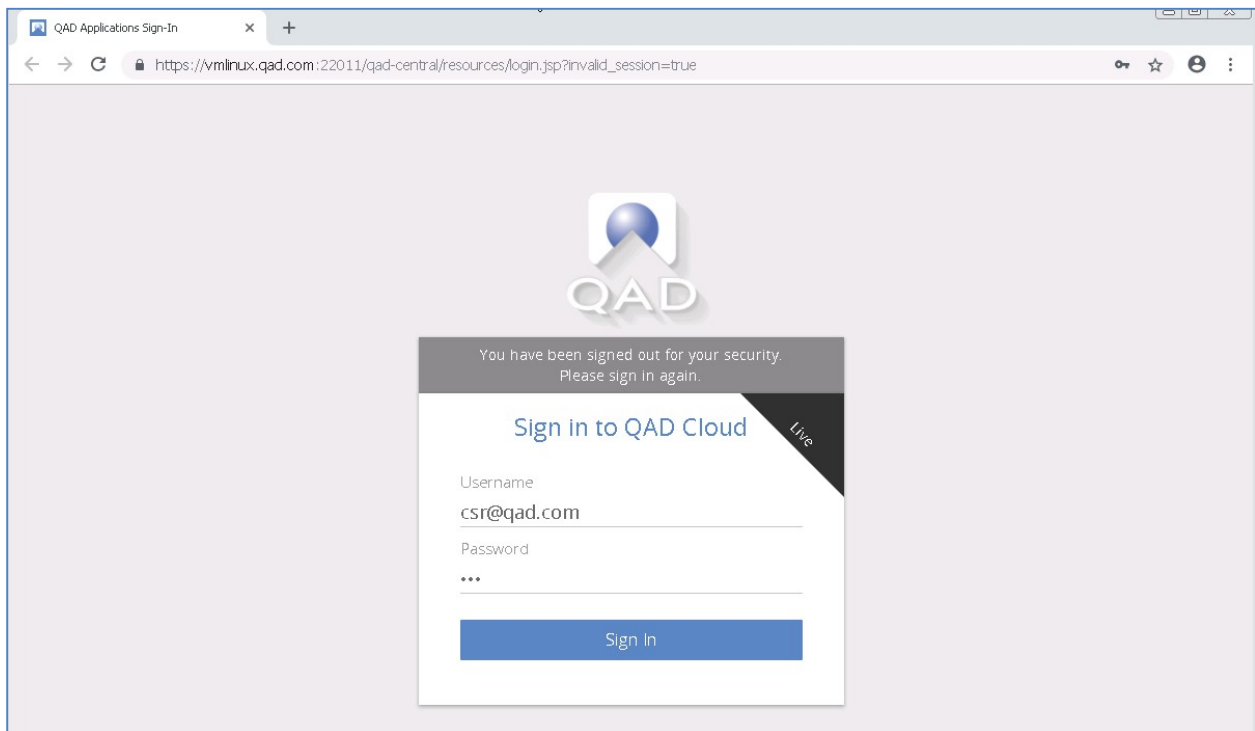 QAD Applications Sign-In
https://vmlinux.qad.com:22011/qad-central/resources/login.jsp?invalid_session=true
QAD
You have been signed out for your security.
Please sign in again.
Sign in to QAD Cloud
Live
Username
csr@qad.com
Password
•••
Sign In